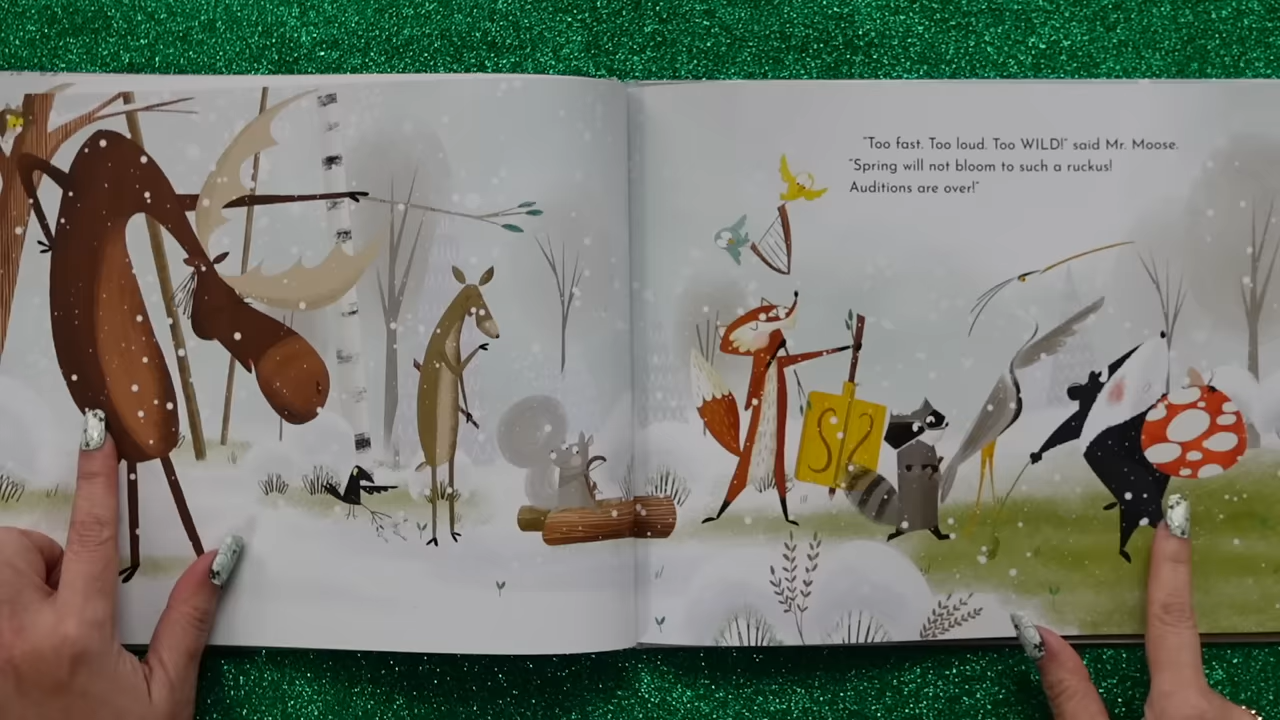 "Too fast. Too loud. Too WILD!" said Mr. Moose.
"Spring will not bloom to such a ruckus!
Auditions are over!"